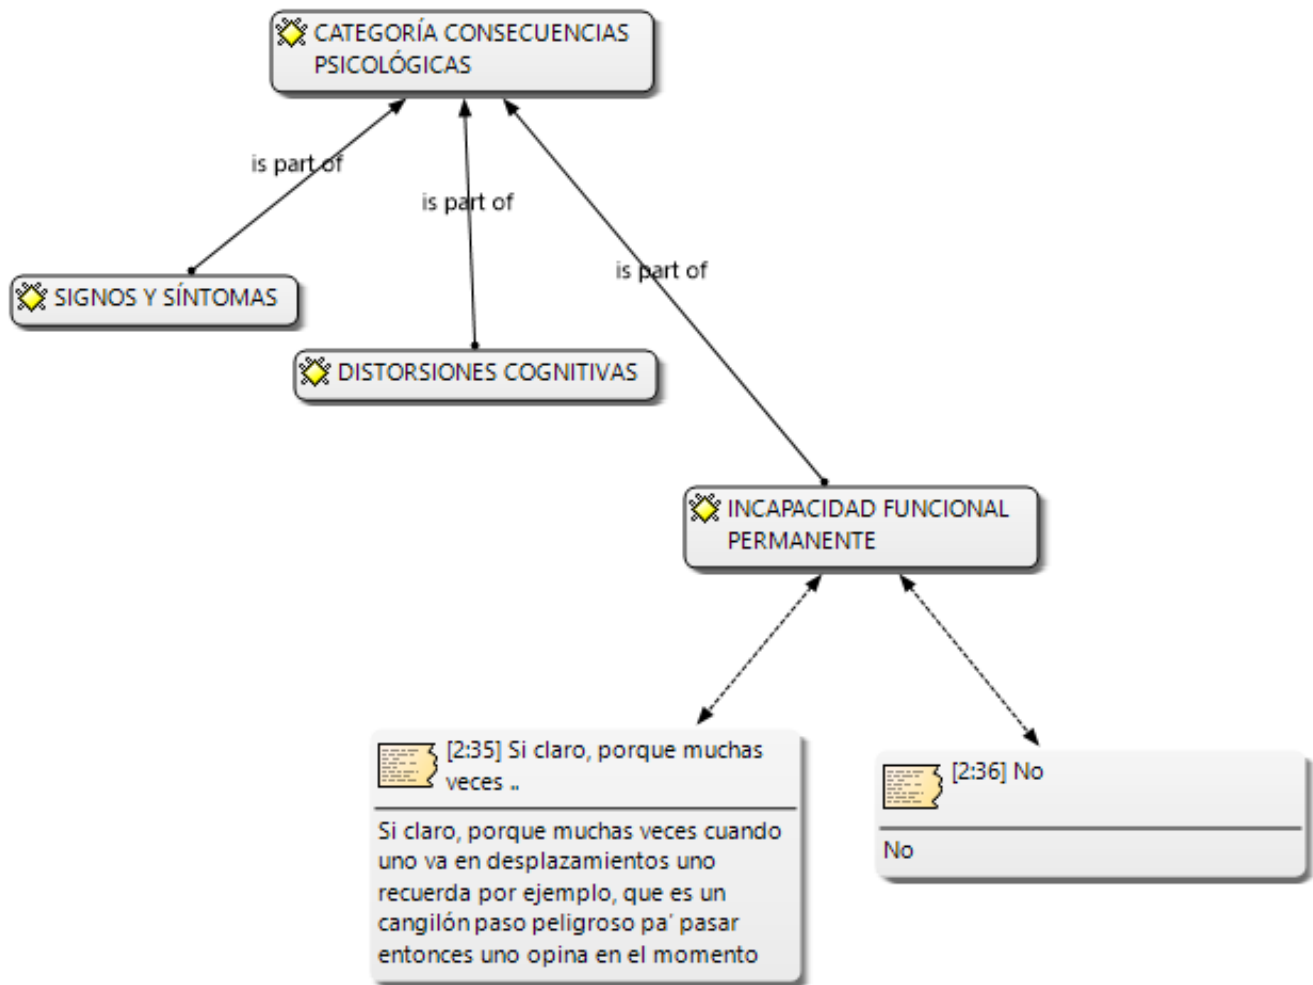 CATEGORÍA CONSECUENCIAS
PSICOLÓGICAS
is part of
is part of
is part of
SIGNOS Y SÍNTOMAS
DISTORSIONES COGNITIVAS
INCAPACIDAD FUNCIONAL
PERMANENTE
[2:35] Si claro, porque muchas
veces ..
Si claro, porque muchas veces cuando
uno va en desplazamientos uno
recuerda por ejemplo, que es un
cangilón paso peligroso pa' pasar
entonces uno opina en el momento
[2:36] No
No